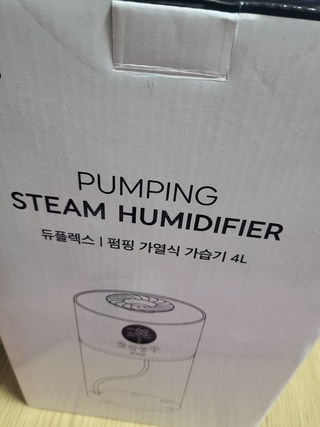 PUMPING
STEAM HUMIDIFIER
듀플렉스 | 펌핑 가열식 가습기 4L